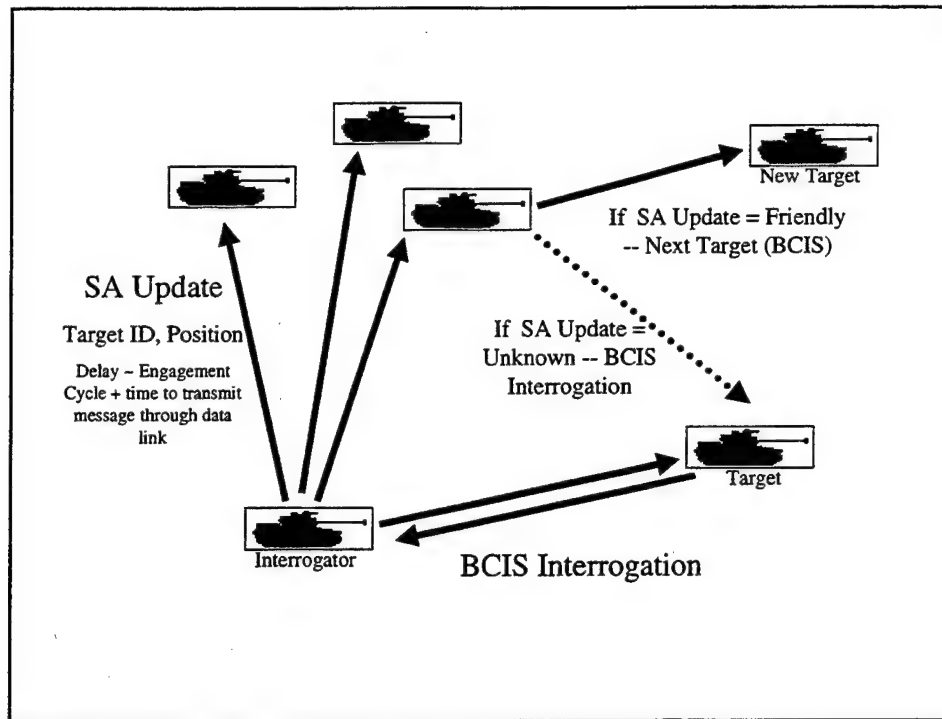 New Target
If SA Update = Friendly
-- Next Target (BCIS)
SA Update
Target ID, Position
Delay ~ Engagement
Cycle + time to transmit
message through data
link
If SA Update =
Unknown -- BCIS
Interrogation
Target
Interrogator
BCIS Interrogation